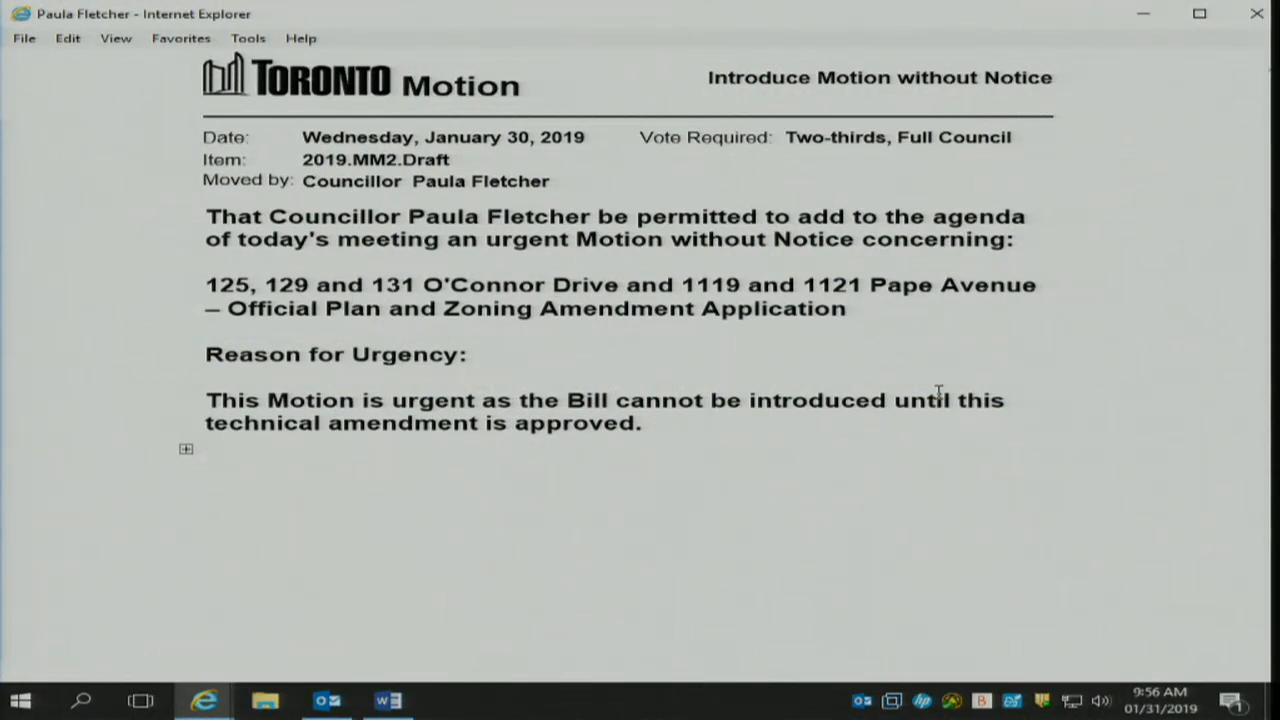 Paula Fletcher - Internet Explorer
File Edit View Favorites Tools Help
TORONTO Motion
Introduce Motion without Notice
Date: Wednesday, January 30, 2019 Vote Required: Two-thirds, Full Council
Item: 2019.MM2.Draft
Moved by: Councillor Paula Fletcher
That Councillor Paula Fletcher be permitted to add to the agenda
of today's meeting an urgent Motion without Notice concerning:
125, 129 and 131 O'Connor Drive and 1119 and 1121 Pape Avenue
– Official Plan and Zoning Amendment Application
Reason for Urgency:
This Motion is urgent as the Bill cannot be introduced until this
technical amendment is approved.
9:56 AM
01/31/2019